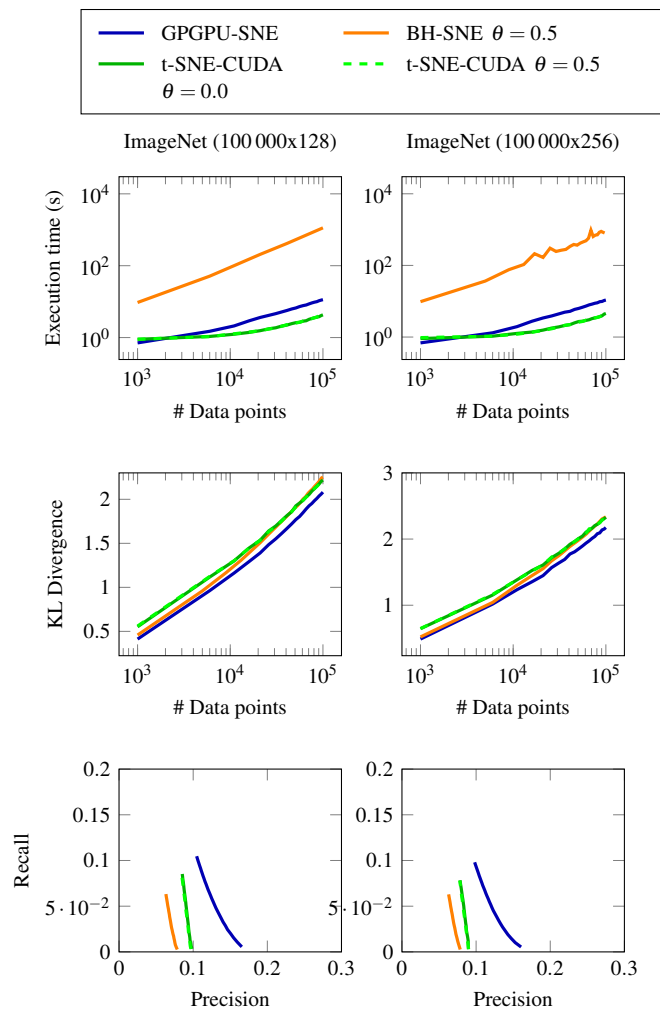 GPGPU-SNE
BH-SNE θ = 0.5
t-SNE-CUDA
θ = 0.0
t-SNE-CUDA θ = 0.5
ImageNet (100 000x128)
ImageNet (100 000x256)
Execution time (s)
10^4
10^2
10^0
10^3
10^4
10^5
# Data points
10^4
10^2
10^0
10^3
10^4
10^5
# Data points
KL Divergence
2
1.5
1
0.5
10^3
10^4
10^5
# Data points
3
2
1
10^3
10^4
10^5
# Data points
Recall
0.2
0.15
0.1
5 · 10^−2
0
0
0.1
0.2
0.3
Precision
0.2
0.15
0.1
5 · 10^−2
0
0
0.1
0.2
0.3
Precision